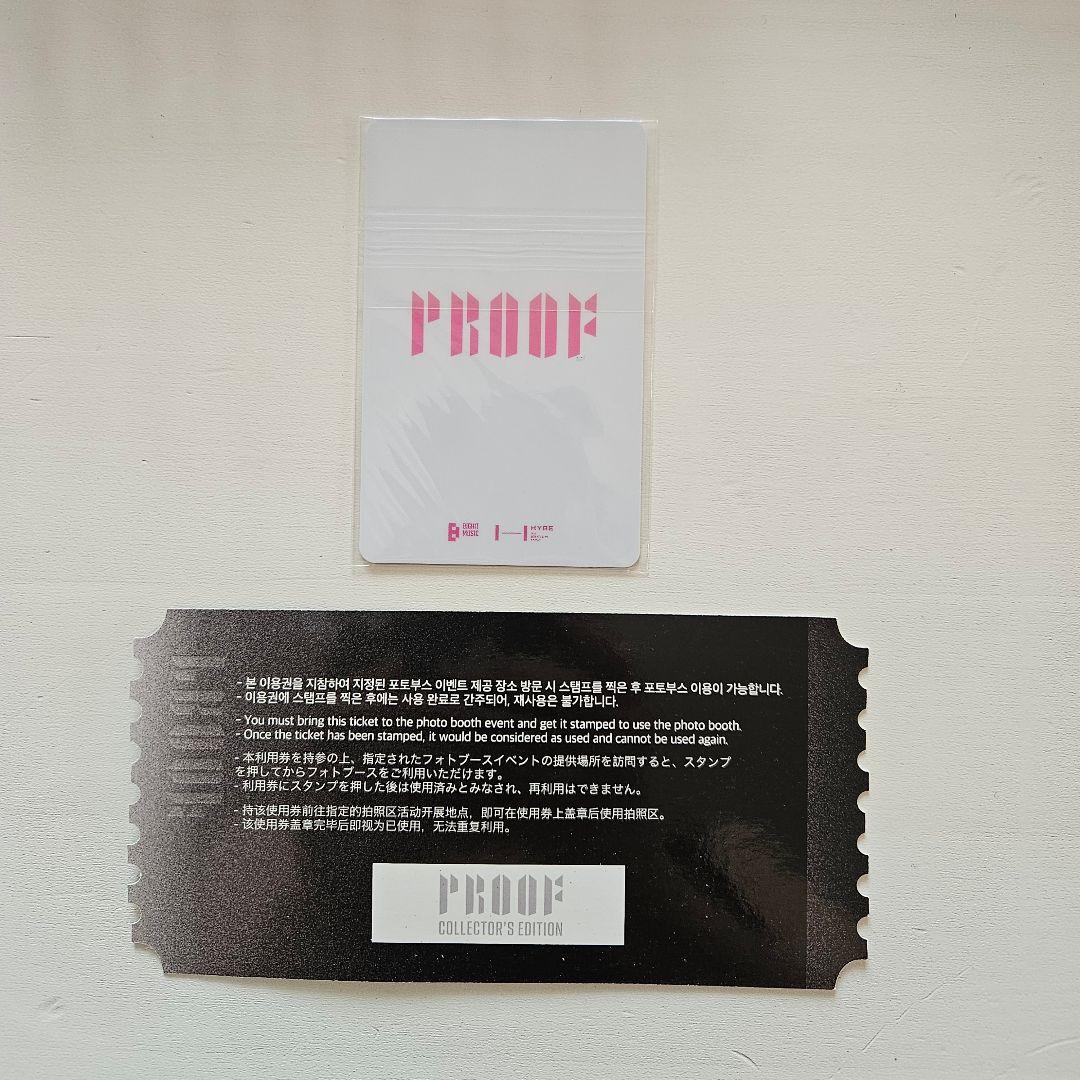 PROOF
BIGHIT
MUSIC
HYBE
PROOF
- 본 이용권을 지참하여 지정된 포토부스 이벤트 제공 장소 방문 시 스탬프를 찍은 후 포토부스 이용이 가능합니다.
- 이용권에 스탬프를 찍은 후에는 사용 완료로 간주되어, 재사용은 불가합니다.
- You must bring this ticket to the photo booth event and get it stamped to use the photo booth.
- Once the ticket has been stamped, it would be considered as used and cannot be used again.
- 本利用券を持参の上、指定されたフォトブースイベントの提供場所を訪問すると、スタンプ
を押してからフォトブースをご利用いただけます。
- 利用券にスタンプを押した後は使用済みとみなされ、再利用はできません。
- 持该使用券前往指定的拍照区活动开展地点，即可在使用券上盖章后使用拍照区。
- 该使用券盖章完毕后即视为已使用，无法重复利用。
PROOF
COLLECTOR'S EDITION